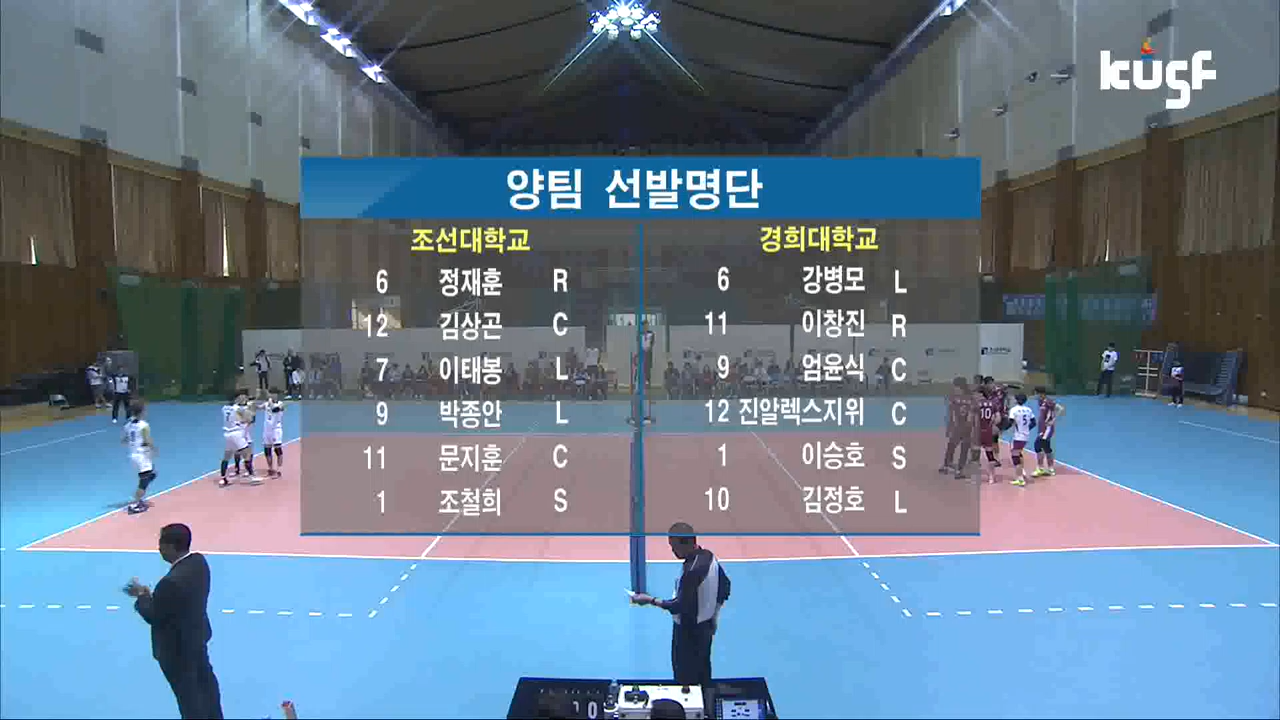 kusf
양팀 선발명단
조선대학교
6 정재훈 R
12 김상곤 C
7 이태봉 L
9 박종안 L
11 문지훈 C
1 조철희 S
경희대학교
6 강병모 L
11 이창진 R
9 엄윤식 C
12 진알렉스지위 C
1 이승호 S
10 김정호 L
10
5